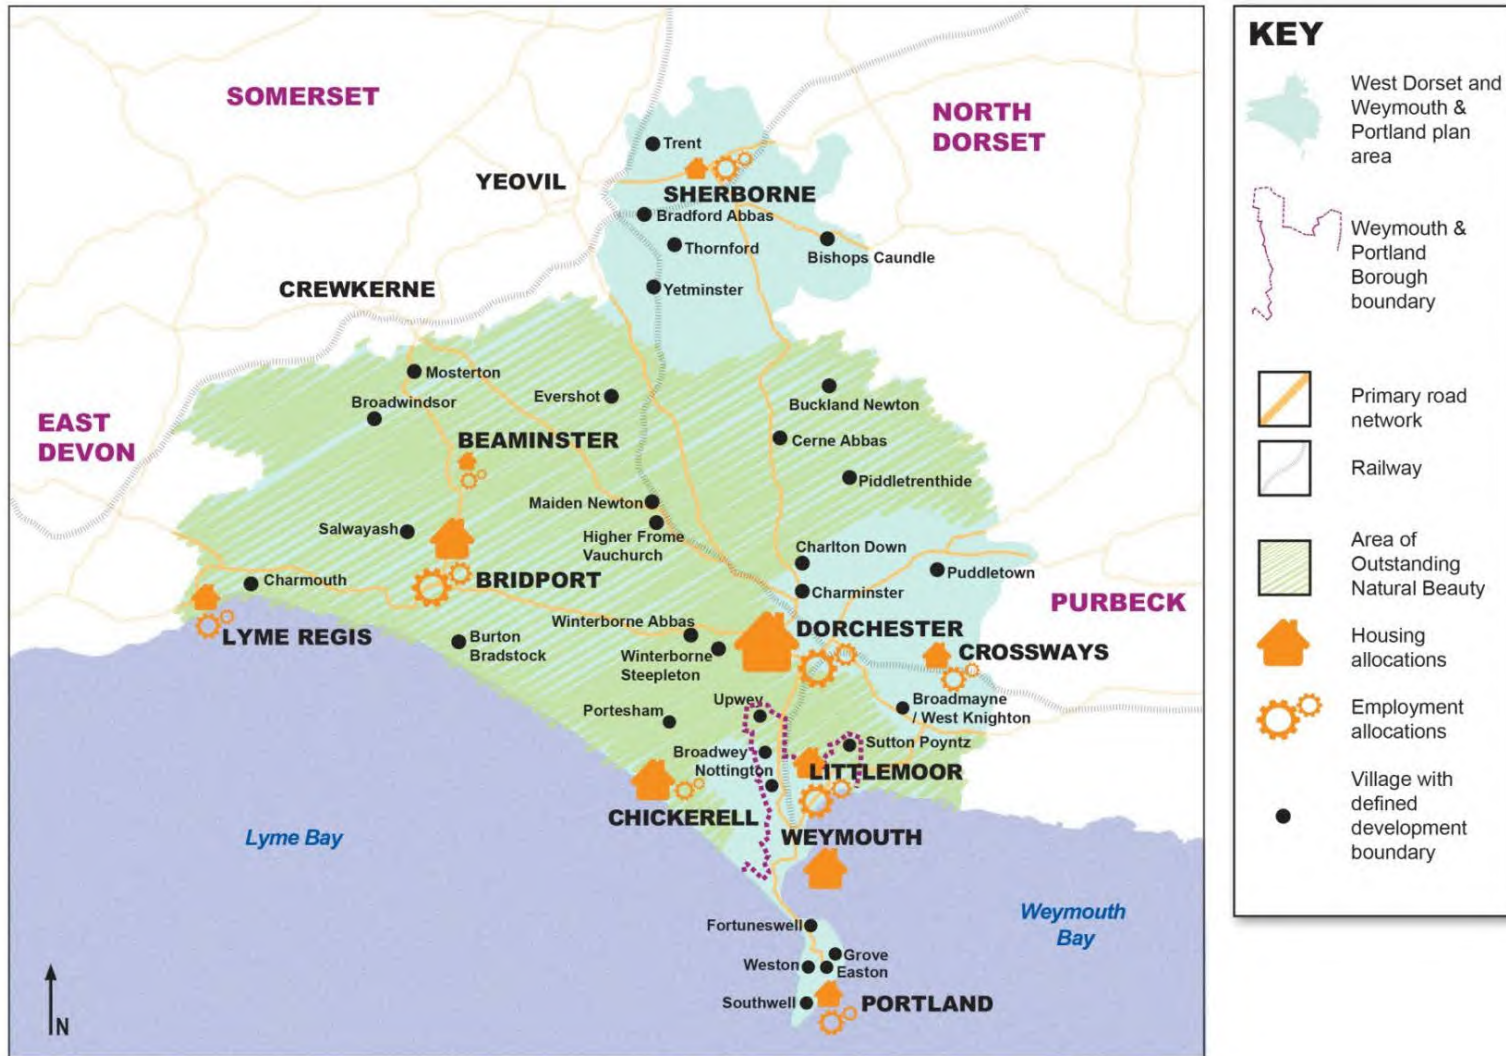 SOMERSET
NORTH
DORSET
Trent
YEOVIL
SHERBORNE
Bradford Abbas
Thornford
Bishops Caundle
Yetminster
CREWKERNE
Mosterton
Evershot
Broadwindsor
Buckland Newton
EAST
DEVON
BEAMINSTER
Cerne Abbas
Piddletrenthide
Maiden Newton
Salwayash
Higher Frome
Vauchurch
Charlton Down
Puddletown
Charmouth
BRIDPORT
Charminster
PURBECK
LYME REGIS
Winterborne Abbas
DORCHESTER
Burton
Bradstock
Winterborne
Steepleton
CROSSWAYS
Upwey
Broadmayne
/ West Knighton
Portesham
Broadwey
Sutton Poyntz
Nottington
LITTLEMOOR
CHICKERELL
WEYMOUTH
Lyme Bay
Weymouth
Bay
Fortuneswell
Grove
Weston
Easton
Southwell
PORTLAND
N
KEY
West Dorset and
Weymouth &
Portland plan
area
Weymouth &
Portland
Borough
boundary
Primary road
network
Railway
Area of
Outstanding
Natural Beauty
Housing
allocations
Employment
allocations
Village with
defined
development
boundary